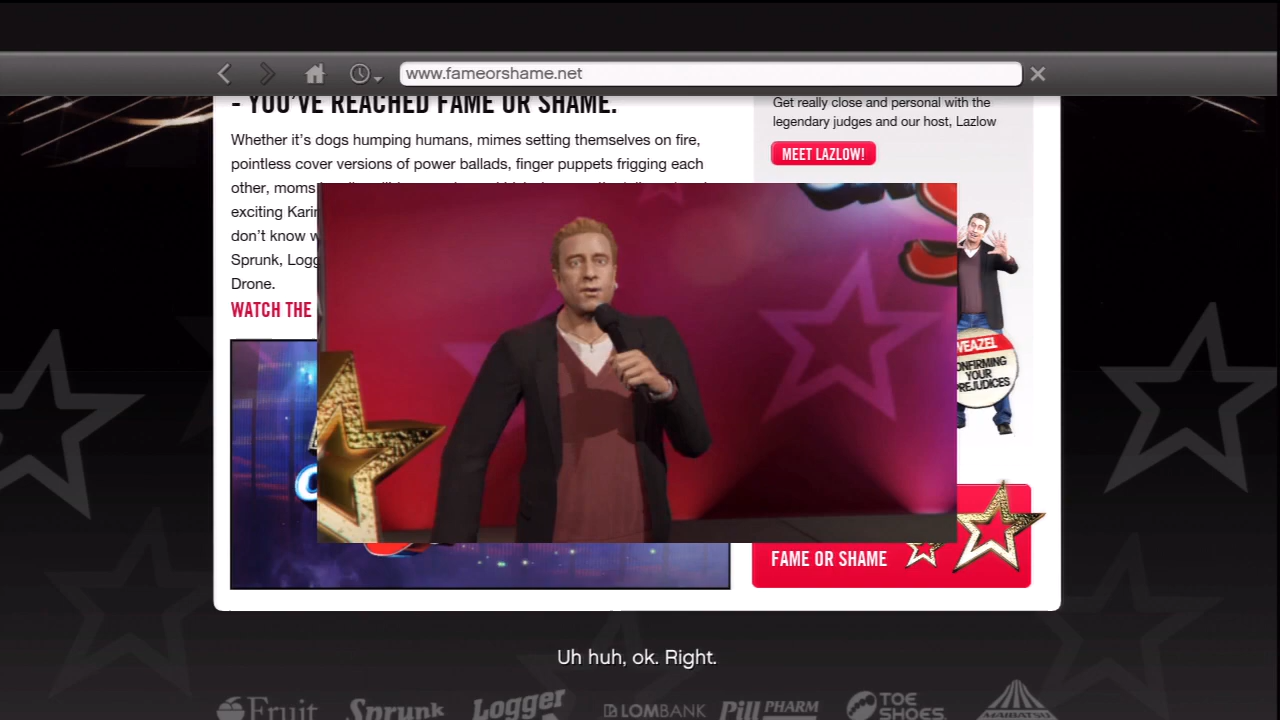 www.fameorshame.net
- YOU'VE REACHED FAME OR SHAME.
Whether it's dogs humping humans, mimes setting themselves on fire,
pointless cover versions of power ballads, finger puppets frigging each
other, moms
exciting
don't know
Sprunk,
Drone.
WATCH THE
Get really close and personal with the
legendary judges and our host, Lazlow
MEET LAZLOW!
WEAZEL
CONFIRMING
YOUR
PREJUDICES
FAME OR SHAME
Uh huh, ok. Right.
Fruit
Sprunk
Logger
LOMBANK
Pill PHARM
TOE
SHOES
MAIBATSU